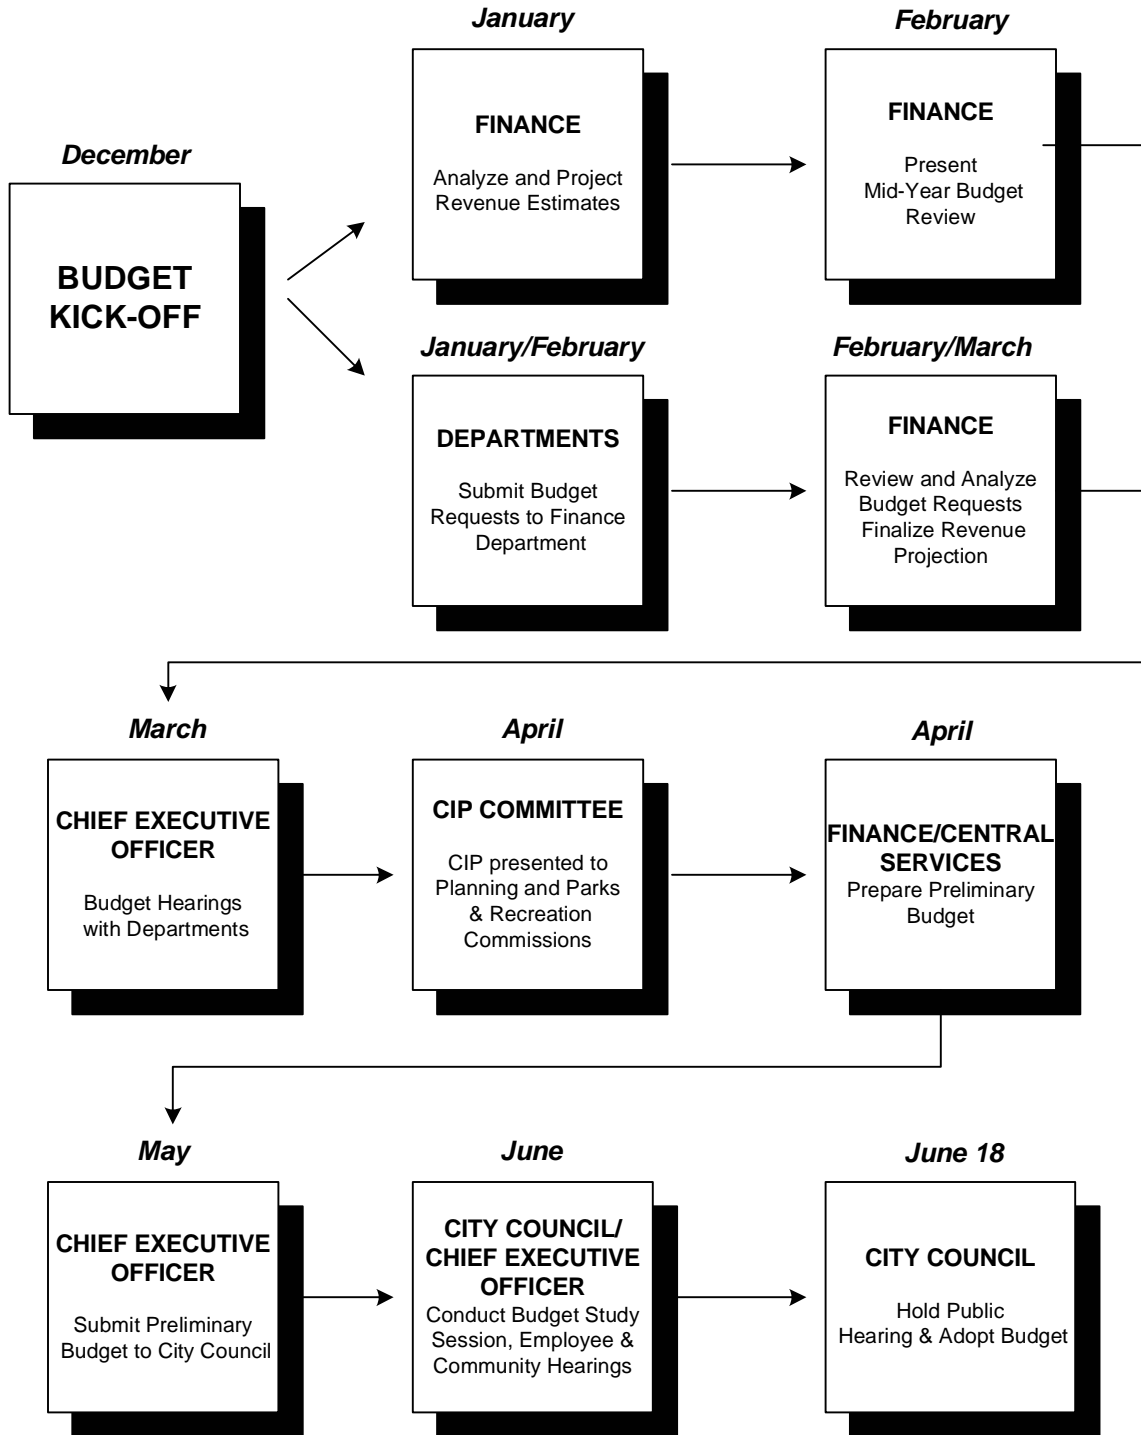 January
FINANCE
Analyze and Project
Revenue Estimates
February
FINANCE
Present
Mid-Year Budget
Review
December
BUDGET
KICK-OFF
January/February
DEPARTMENTS
Submit Budget
Requests to Finance
Department
February/March
FINANCE
Review and Analyze
Budget Requests
Finalize Revenue
Projection
March
CHIEF EXECUTIVE
OFFICER
Budget Hearings
with Departments
April
CIP COMMITTEE
CIP presented to
Planning and Parks
& Recreation
Commissions
April
FINANCE/CENTRAL
SERVICES
Prepare Preliminary
Budget
May
CHIEF EXECUTIVE
OFFICER
Submit Preliminary
Budget to City Council
June
CITY COUNCIL/
CHIEF EXECUTIVE
OFFICER
Conduct Budget Study
Session, Employee &
Community Hearings
June 18
CITY COUNCIL
Hold Public
Hearing & Adopt Budget